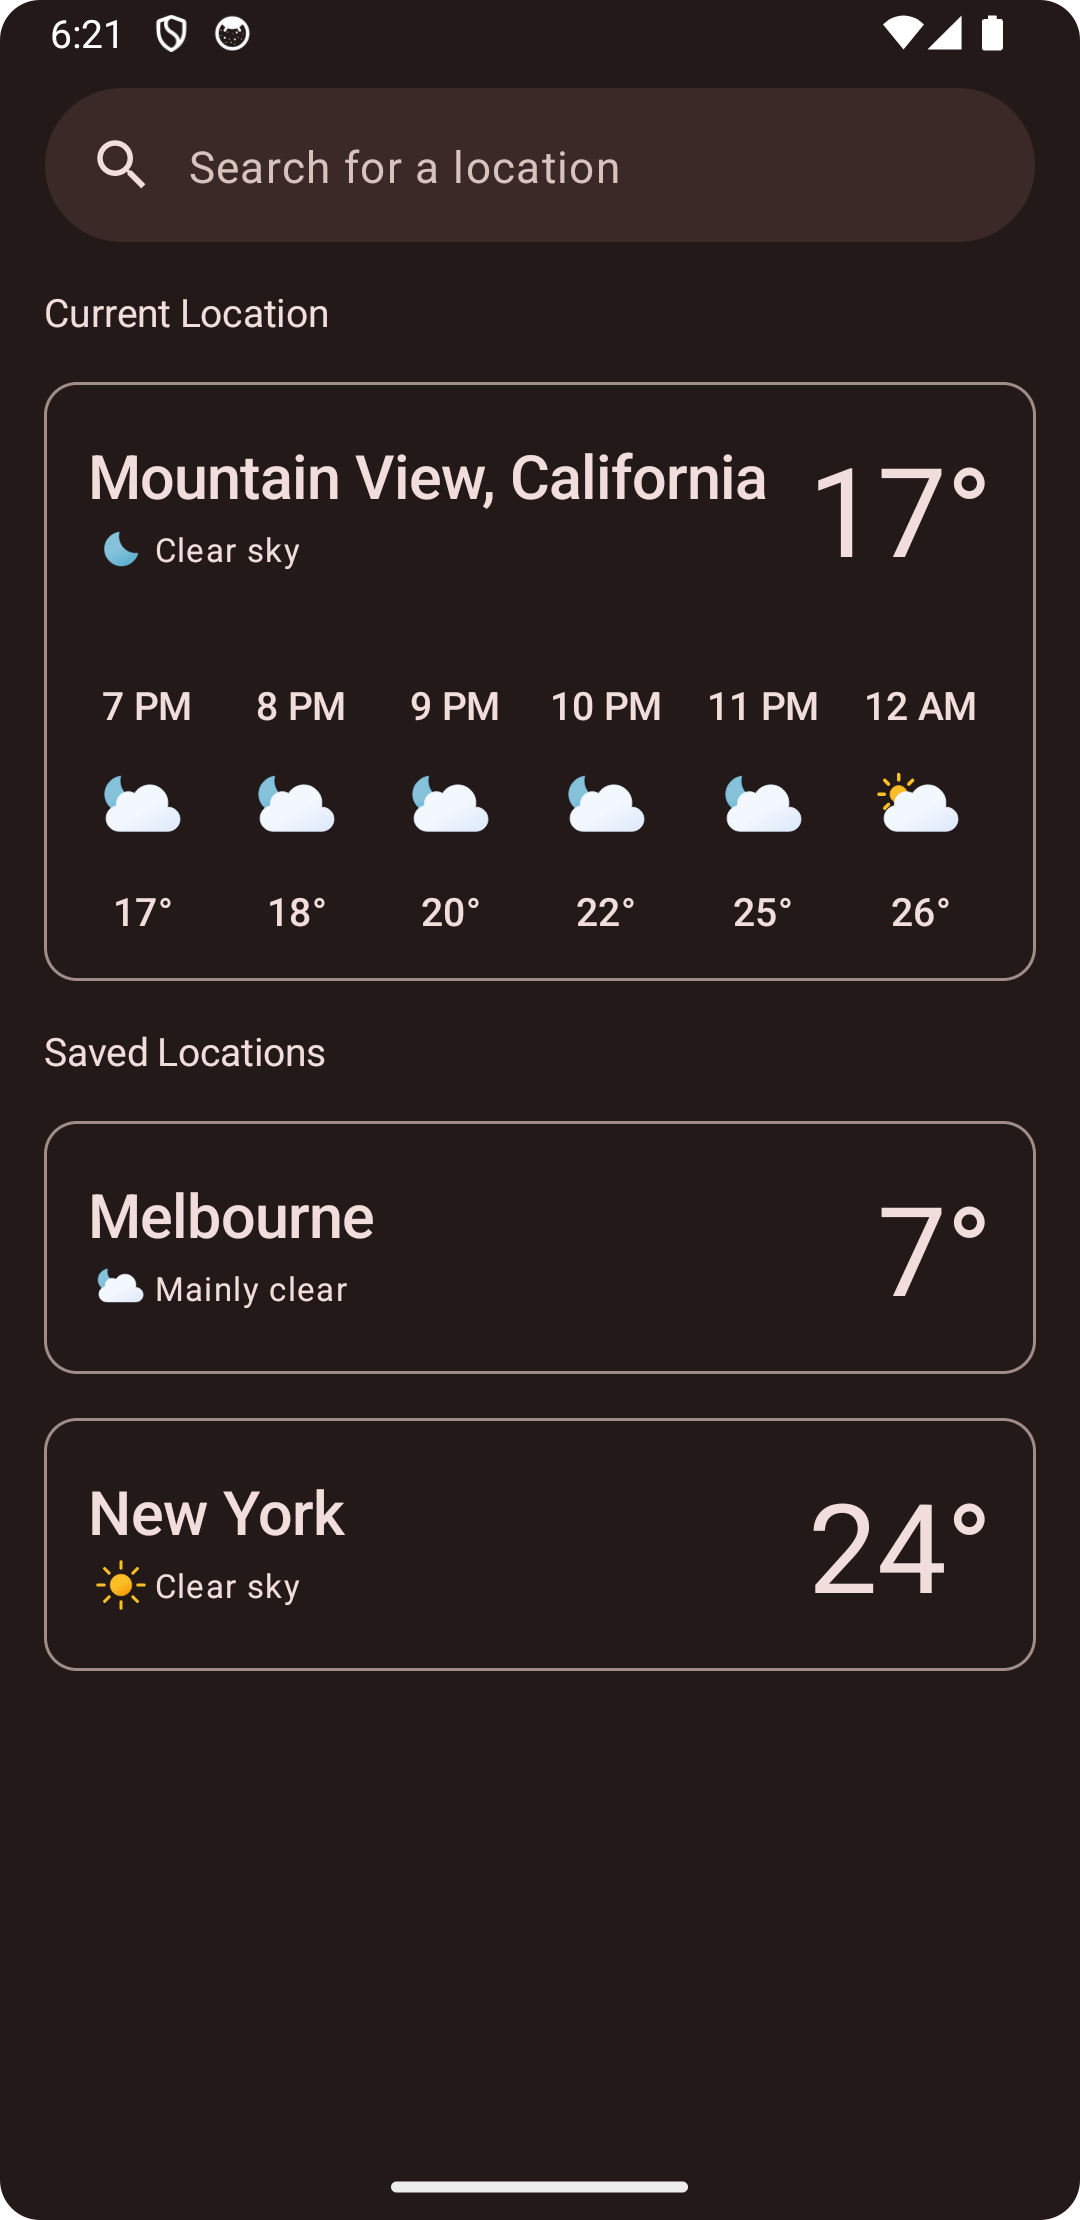 6:21
Search for a location
Current Location
Mountain View, California 17°
Clear sky
7 PM 8 PM 9 PM 10 PM 11 PM 12 AM
17° 18° 20° 22° 25° 26°
Saved Locations
Melbourne 7°
Mainly clear
New York 24°
Clear sky